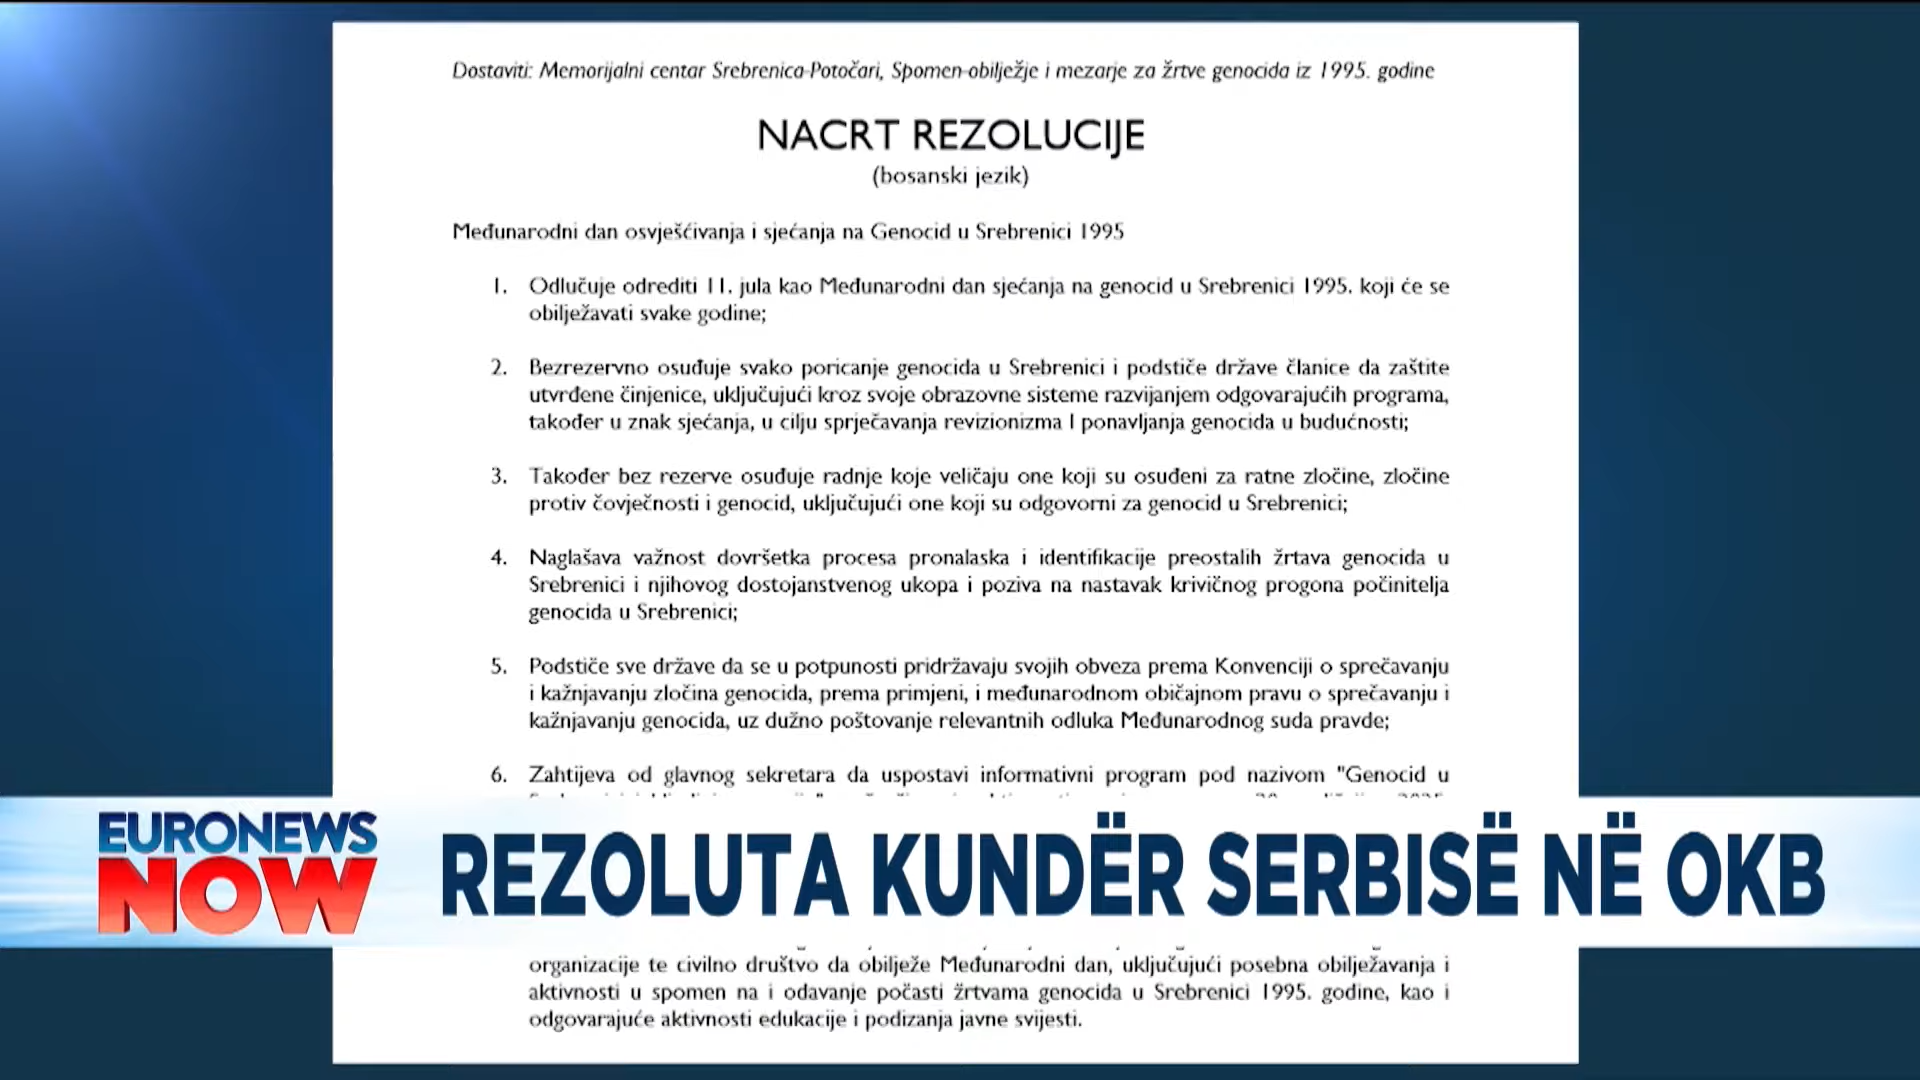 Dostaviti: Memorijalni centar Srebrenica-Potočari, Spomen-obilježje i mezarje za žrtve genocida iz 1995. godine
NACRT REZOLUCIJE
(bosanski jezik)
Međunarodni dan osvješćivanja i sjećanja na Genocid u Srebrenici 1995
1. Odlučuje odrediti 11. jula kao Međunarodni dan sjećanja na genocid u Srebrenici 1995. koji će se
obilježavati svake godine;
2. Bezrezervno osuđuje svako poricanje genocida u Srebrenici i podstiče države članice da zaštite
utvrđene činjenice, uključujući kroz svoje obrazovne sisteme razvijanjem odgovarajućih programa,
također u znak sjećanja, u cilju sprječavanja revizionizma I ponavljanja genocida u budućnosti;
3. Također bez rezerve osuđuje radnje koje veličaju one koji su osuđeni za ratne zločine, zločine
protiv čovječnosti i genocid, uključujući one koji su odgovorni za genocid u Srebrenici;
4. Naglašava važnost dovršetka procesa pronalaska i identifikacije preostalih žrtava genocida u
Srebrenici i njihovog dostojanstvenog ukopa i poziva na nastavak krivičnog progona počinitelja
genocida u Srebrenici;
5. Podstiče sve države da se u potpunosti pridržavaju svojih obveza prema Konvenciji o sprečavanju
i kažnjavanju zločina genocida, prema primjeni, i međunarodnom običajnom pravu o sprečavanju i
kažnjavanju genocida, uz dužno poštovanje relevantnih odluka Međunarodnog suda pravde;
6. Zahtijeva od glavnog sekretara da uspostavi informativni program pod nazivom "Genocid u
EURONEWS
NOW
REZOLUTA KUNDËR SERBISË NË OKB
organizacije te civilno društvo da obilježe Međunarodni dan, uključujući posebna obilježavanja i
aktivnosti u spomen na i odavanje počasti žrtvama genocida u Srebrenici 1995. godine, kao i
odgovarajuće aktivnosti edukacije i podizanja javne svijesti.